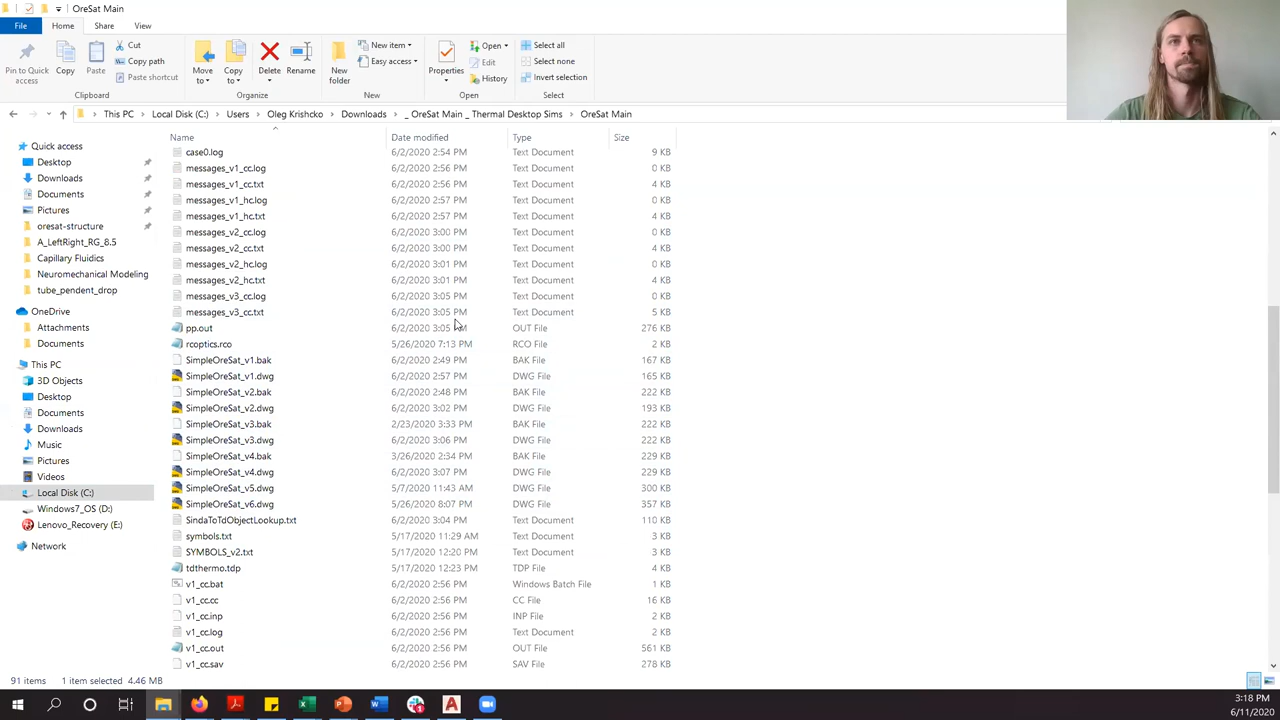 OreSat Main
File Home Share View
Pin to Quick access
Copy
Paste
Cut
Copy path
Paste shortcut
Clipboard
Move to
Copy to
Delete
Rename
Organize
New folder
New item
Easy access
New
Properties
Open
Edit
History
Open
Select all
Select none
Invert selection
Select
This PC Local Disk (C:) Users Oleg Krishcko Downloads _ OreSat Main _ Thermal Desktop Sims OreSat Main
Quick access
Desktop
Downloads
Documents
Pictures
oresat-structure
A_LeftRight_RG_8.5
Capillary Fluidics
Neuromechanical Modeling
tube_pendent_drop
OneDrive
Attachments
Documents
This PC
3D Objects
Desktop
Documents
Downloads
Music
Pictures
Videos
Local Disk (C:)
Windows7_OS (D:)
Lenovo_Recovery (E:)
Network
Name Date modified Type Size
case0.log 6/2/2020 2:54 PM Text Document 9 KB
messages_v1_cc.log 6/2/2020 2:56 PM Text Document 0 KB
messages_v1_cc.txt 6/2/2020 2:56 PM Text Document 4 KB
messages_v1_hc.log 6/2/2020 2:57 PM Text Document 0 KB
messages_v1_hc.txt 6/2/2020 2:57 PM Text Document 4 KB
messages_v2_cc.log 6/2/2020 3:00 PM Text Document 0 KB
messages_v2_cc.txt 6/2/2020 3:00 PM Text Document 4 KB
messages_v2_hc.log 6/2/2020 3:01 PM Text Document 0 KB
messages_v2_hc.txt 6/2/2020 3:01 PM Text Document 4 KB
messages_v3_cc.log 6/2/2020 3:05 PM Text Document 0 KB
messages_v3_cc.txt 6/2/2020 3:05 PM Text Document 5 KB
pp.out 6/2/2020 3:05 PM OUT File 276 KB
rcoptics.rco 5/26/2020 7:13 PM RCO File 2 KB
SimpleOreSat_v1.bak 6/2/2020 2:49 PM BAK File 167 KB
SimpleOreSat_v1.dwg 6/2/2020 2:57 PM DWG File 165 KB
SimpleOreSat_v2.bak 6/2/2020 2:48 PM BAK File 222 KB
SimpleOreSat_v2.dwg 6/2/2020 3:02 PM DWG File 193 KB
SimpleOreSat_v3.bak 2/23/2020 3:33 PM BAK File 222 KB
SimpleOreSat_v3.dwg 6/2/2020 3:06 PM DWG File 222 KB
SimpleOreSat_v4.bak 3/26/2020 2:34 PM BAK File 229 KB
SimpleOreSat_v4.dwg 6/2/2020 3:07 PM DWG File 229 KB
SimpleOreSat_v5.dwg 5/7/2020 11:43 AM DWG File 300 KB
SimpleOreSat_v6.dwg 5/26/2020 8:07 PM DWG File 357 KB
SindaToTdObjectLookup.txt 6/2/2020 3:04 PM Text Document 110 KB
symbols.txt 5/17/2020 11:29 AM Text Document 3 KB
SYMBOLS_v2.txt 5/17/2020 12:20 PM Text Document 3 KB
tdthermo.tdp 5/17/2020 12:23 PM TDP File 4 KB
v1_cc.bat 6/2/2020 2:56 PM Windows Batch File 1 KB
v1_cc.cc 6/2/2020 2:56 PM CC File 16 KB
v1_cc.inp 6/2/2020 2:56 PM INP File 2 KB
v1_cc.log 6/2/2020 2:56 PM Text Document 2 KB
v1_cc.out 6/2/2020 2:56 PM OUT File 561 KB
v1_cc.sav 6/2/2020 2:56 PM SAV File 278 KB
91 items 1 item selected 4.46 MB
3:18 PM
6/11/2020